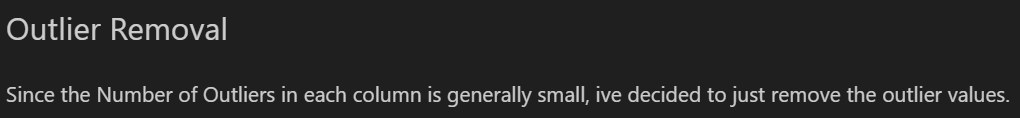 Outlier Removal
Since the Number of Outliers in each column is generally small, ive decided to just remove the outlier values.